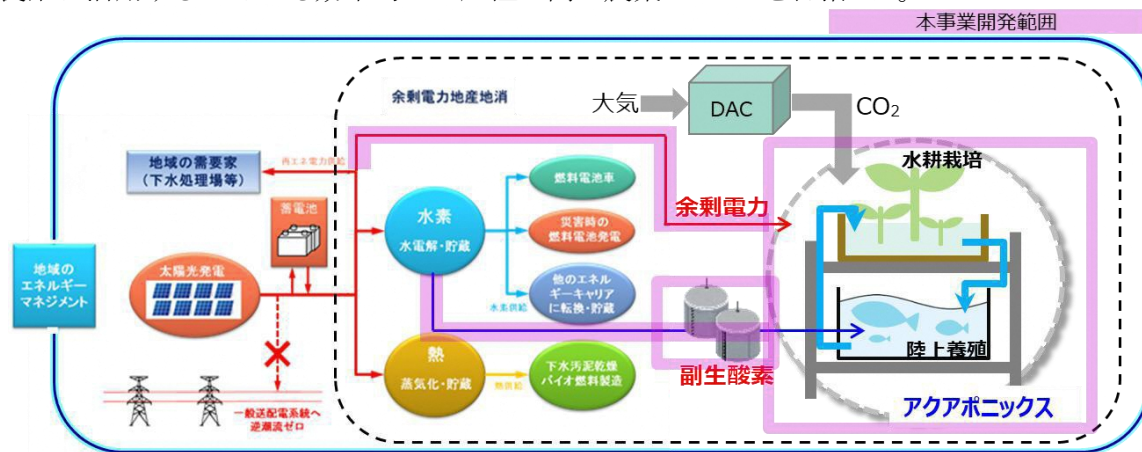 本事業開発範囲
余剰電力地産地消
大気
DAC
CO₂
地域の需要家
(下水処理場等)
再エネ電力供給
蓄電池
水素
水電解・貯蔵
燃料電池車
災害時の
燃料電池発電
他のエネル
ギーキャリア
に転換・貯蔵
水素供給
余剰電力
水耕栽培
地域の
エネルギー
マネジメント
太陽光発電
熱
蒸気化・貯蔵
熱供給
下水汚泥乾燥
バイオ燃料製造
副生酸素
陸上養殖
アクアポニックス
一般送配電系統へ
逆潮流ゼロ